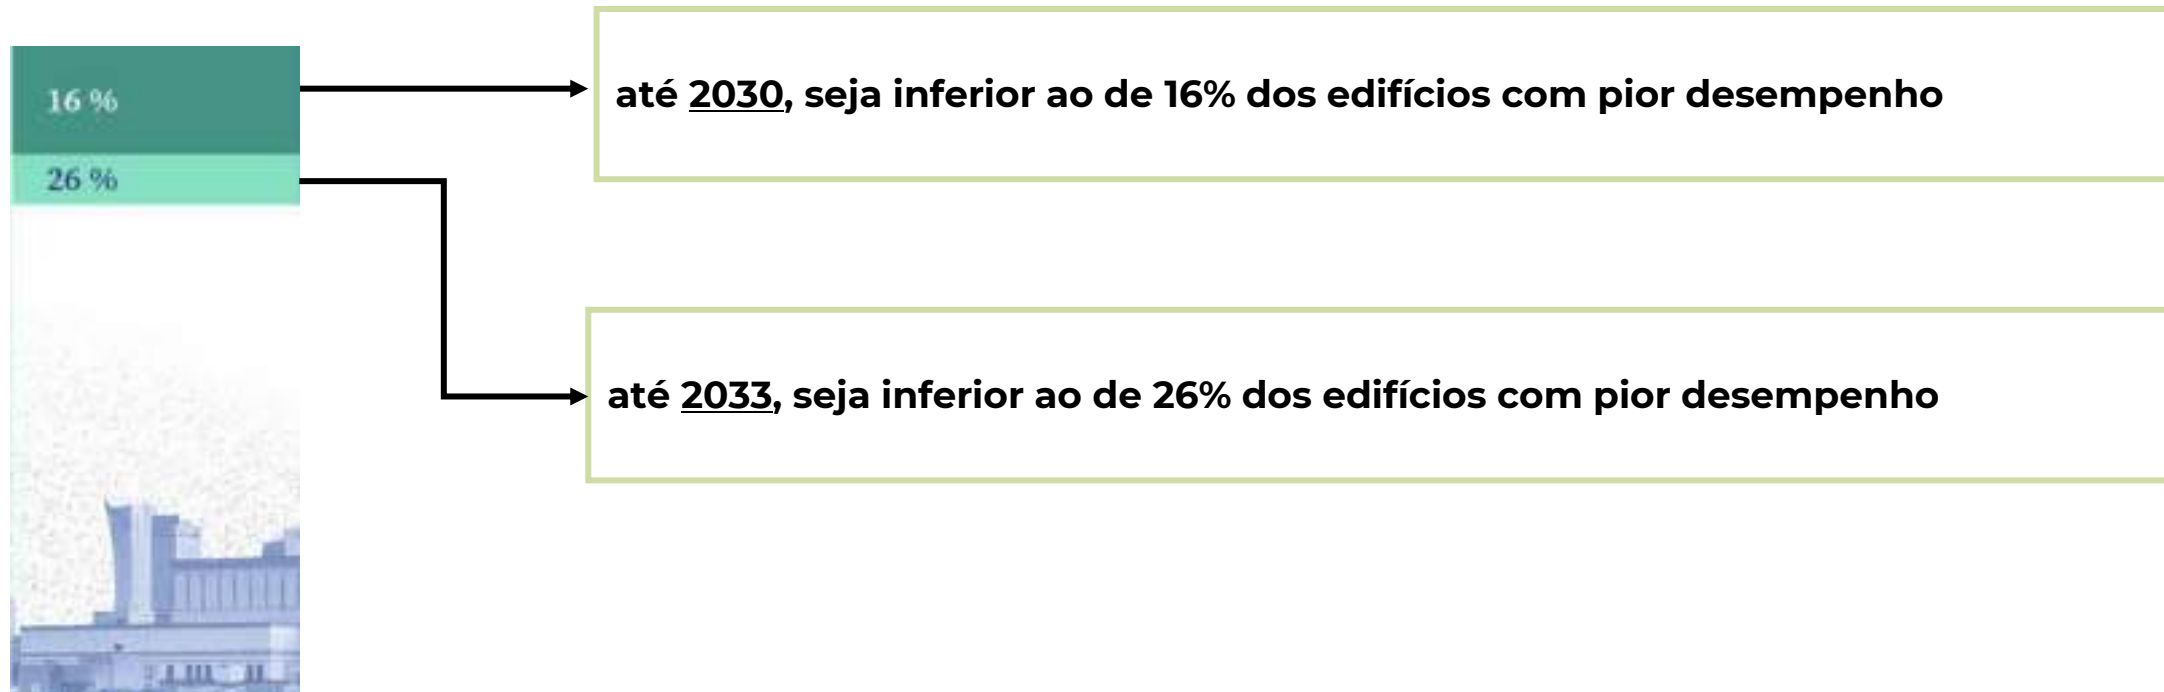 16 %
até 2030, seja inferior ao de 16% dos edifícios com pior desempenho
26 %
até 2033, seja inferior ao de 26% dos edifícios com pior desempenho